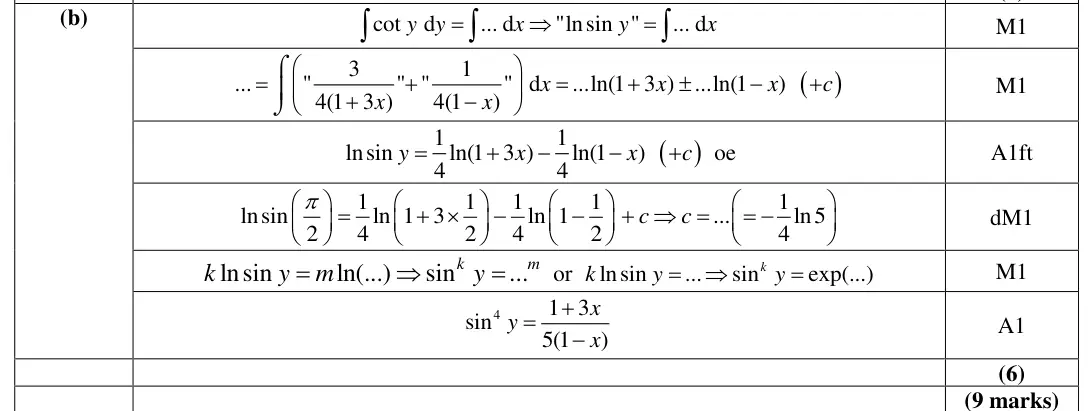 (b) ∫ cot y dy = ∫ ... dx ⇒ "ln sin y" = ∫ ... dx M1
... = ∫ ( " 3/(4(1+3x)) " + " 1/(4(1−x)) " ) dx = ...ln(1+3x) ± ...ln(1−x) (+c) M1
ln sin y = 1/4 ln(1+3x) − 1/4 ln(1−x) (+c) oe A1ft
ln sin (π/2) = 1/4 ln (1+3×1/2) − 1/4 ln (1−1/2) + c ⇒ c = ... (= −1/4 ln 5) dM1
k ln sin y = m ln(...) ⇒ sin^k y = ...^m or k ln sin y = ... ⇒ sin^k y = exp(...) M1
sin^4 y = (1+3x)/(5(1−x)) A1
(6)
(9 marks)